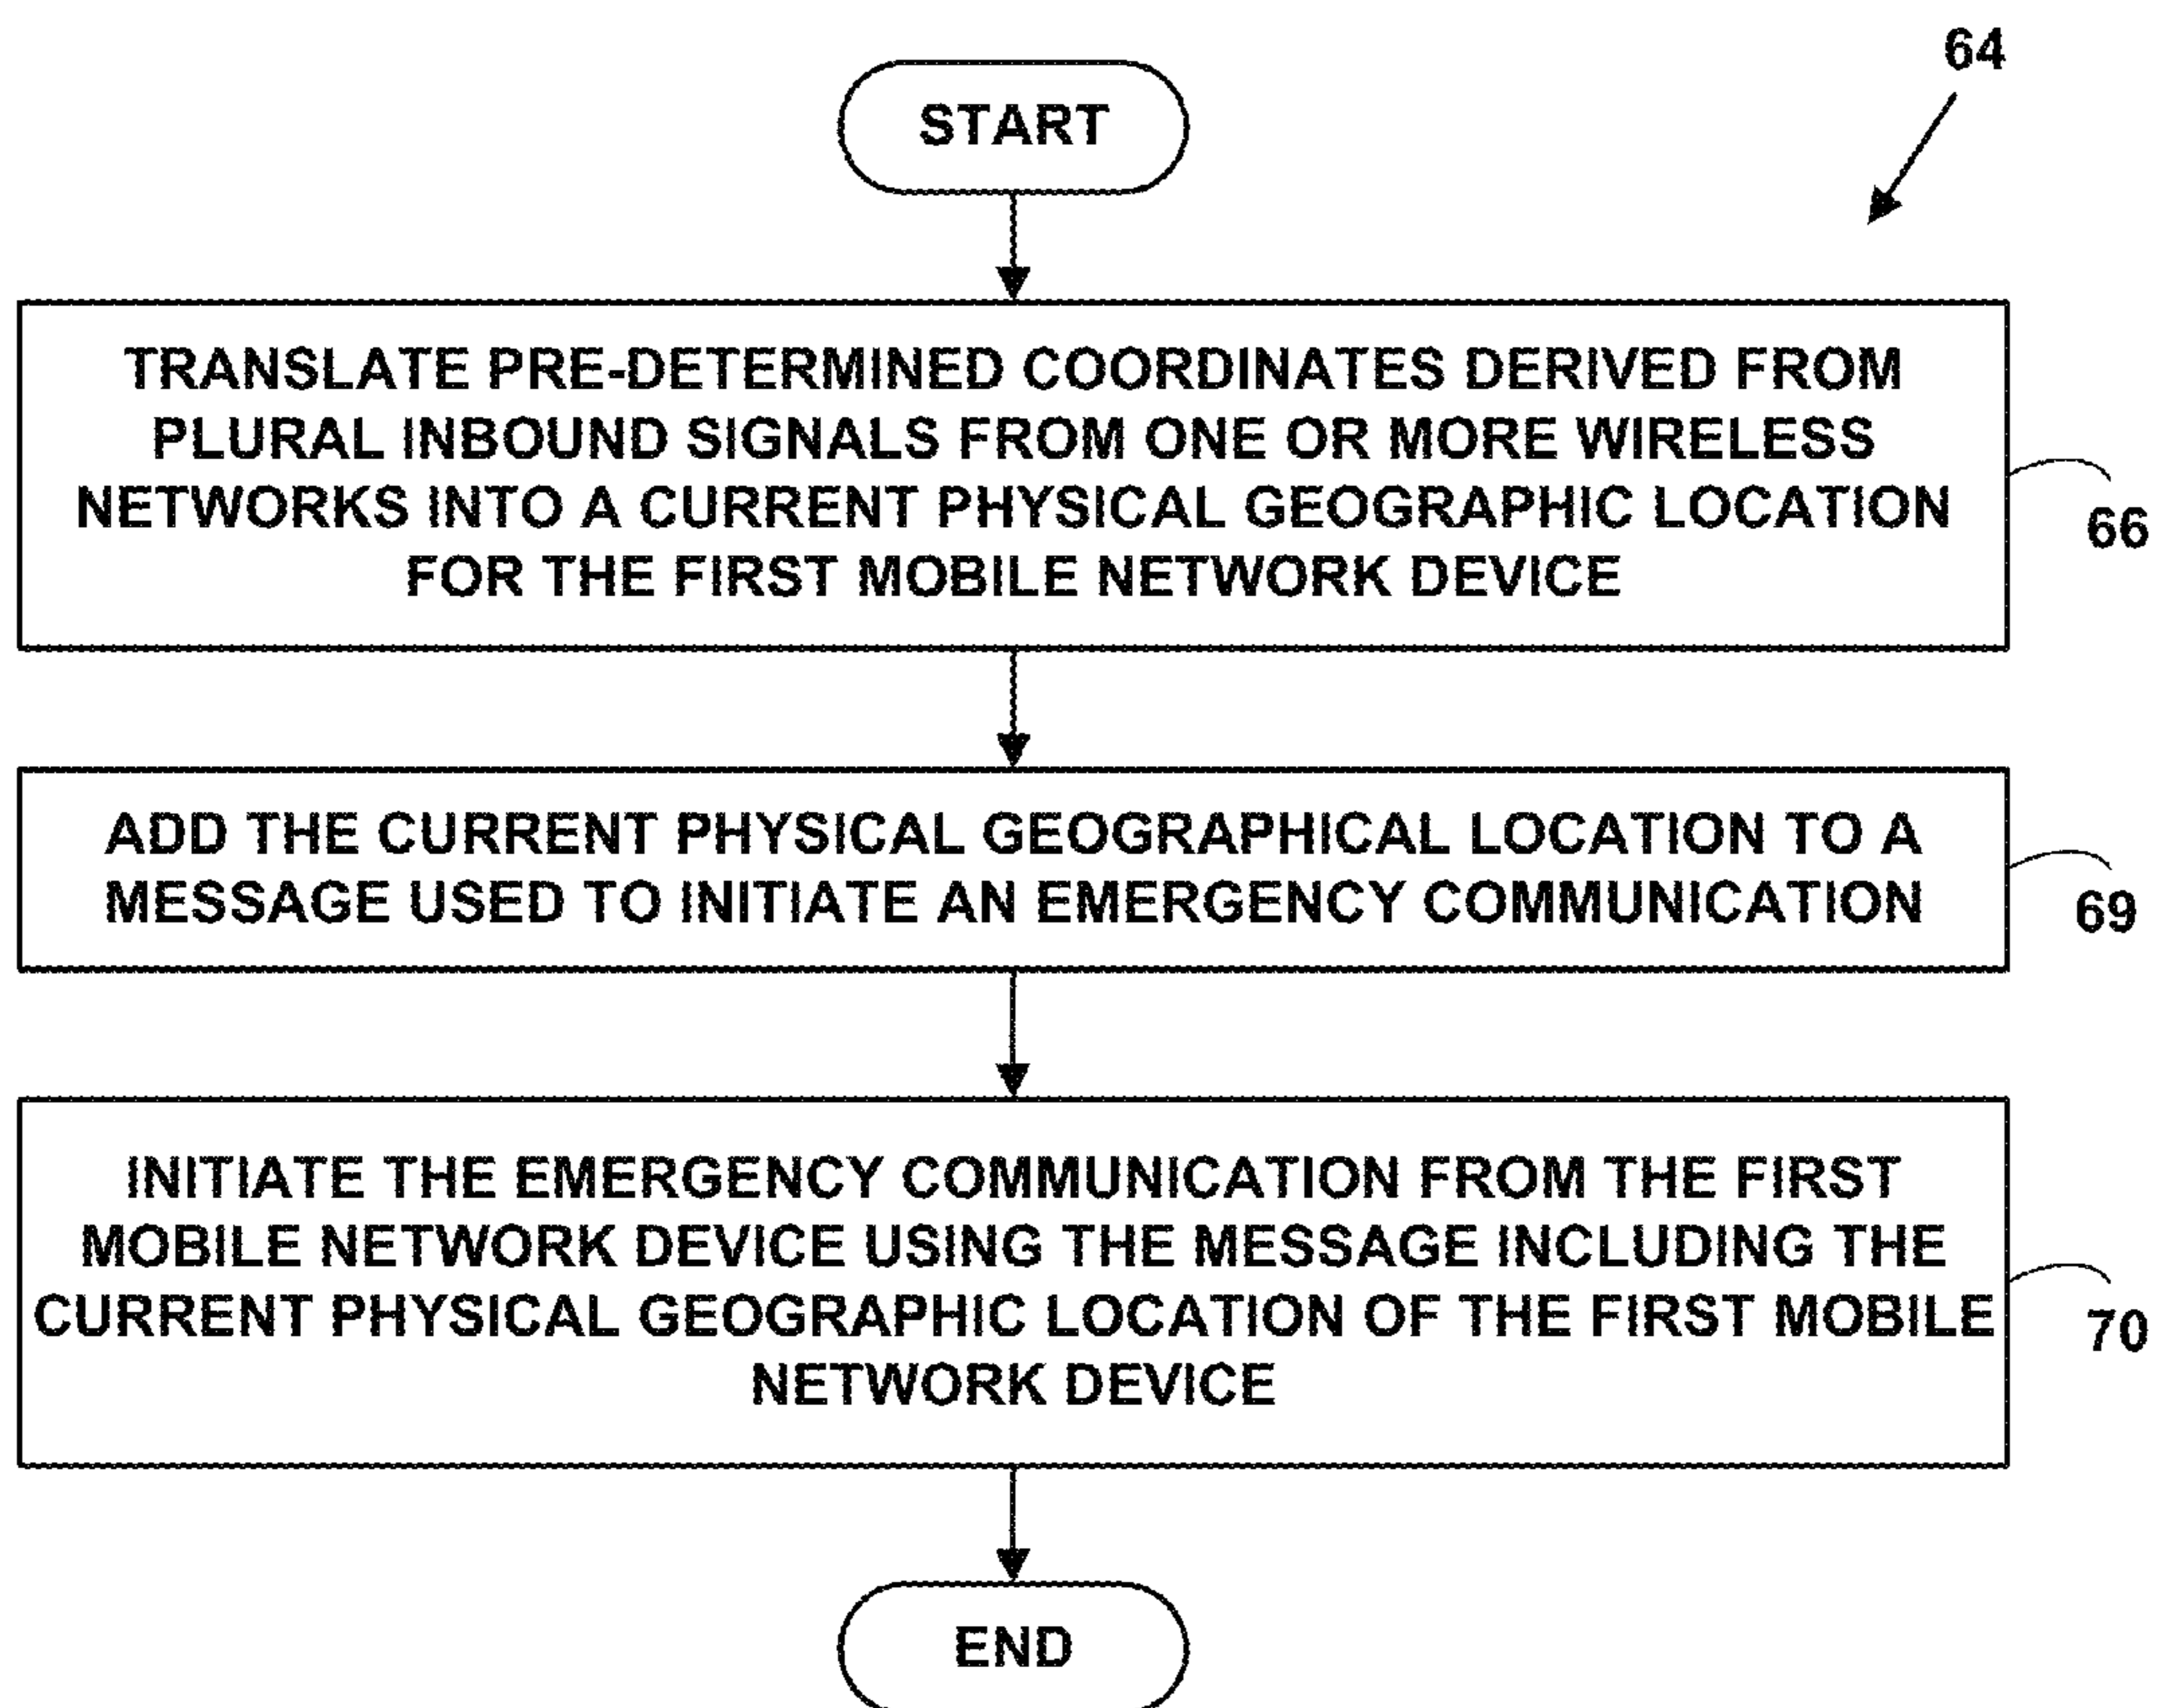 64
START
TRANSLATE PRE-DETERMINED COORDINATES DERIVED FROM
PLURAL INBOUND SIGNALS FROM ONE OR MORE WIRELESS
NETWORKS INTO A CURRENT PHYSICAL GEOGRAPHIC LOCATION
FOR THE FIRST MOBILE NETWORK DEVICE
66
ADD THE CURRENT PHYSICAL GEOGRAPHICAL LOCATION TO A
MESSAGE USED TO INITIATE AN EMERGENCY COMMUNICATION
69
INITIATE THE EMERGENCY COMMUNICATION FROM THE FIRST
MOBILE NETWORK DEVICE USING THE MESSAGE INCLUDING THE
CURRENT PHYSICAL GEOGRAPHIC LOCATION OF THE FIRST MOBILE
NETWORK DEVICE
70
END